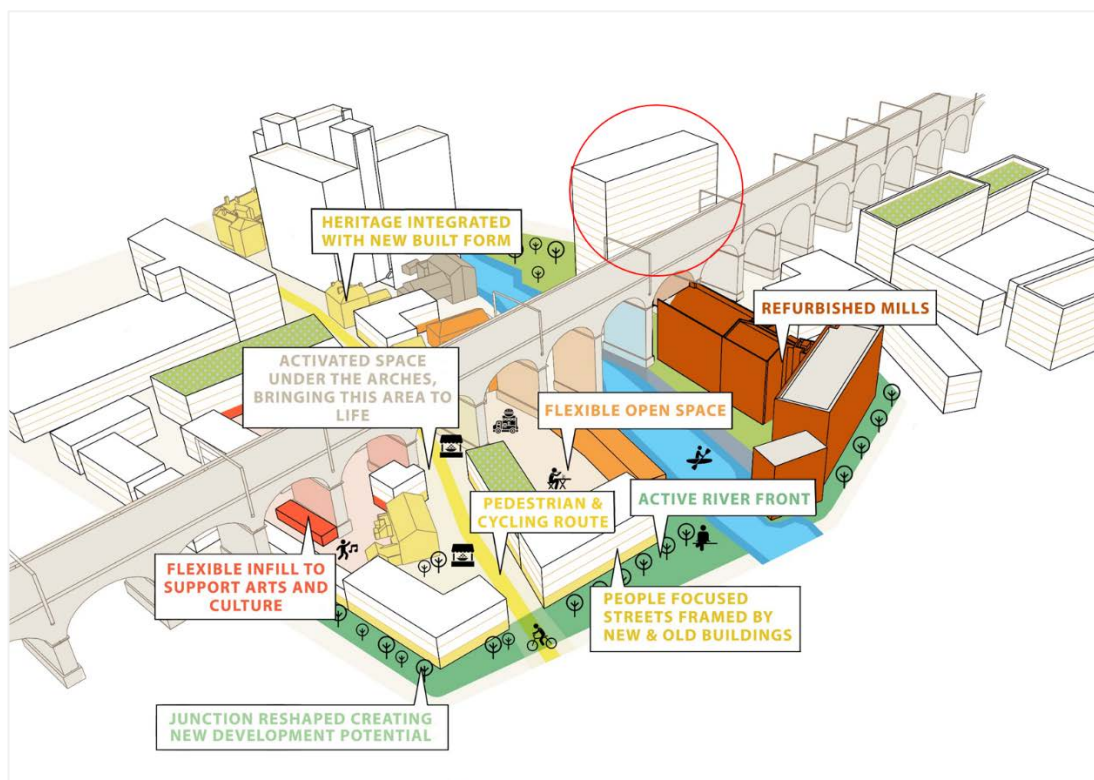 HERITAGE INTEGRATED
WITH NEW BUILT FORM
REFURBISHED MILLS
ACTIVATED SPACE
UNDER THE ARCHES,
BRINGING THIS AREA TO
LIFE
FLEXIBLE OPEN SPACE
PEDESTRIAN &
CYCLING ROUTE
ACTIVE RIVER FRONT
FLEXIBLE INFILL TO
SUPPORT ARTS AND
CULTURE
PEOPLE FOCUSED
STREETS FRAMED BY
NEW & OLD BUILDINGS
JUNCTION RESHAPED CREATING
NEW DEVELOPMENT POTENTIAL